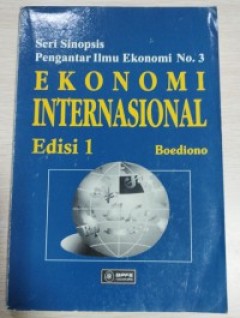 Seri Sinopsis
Pengantar Ilmu Ekonomi No. 3
EKONOMI
INTERNASIONAL
Edisi 1
Boediono
BPFE